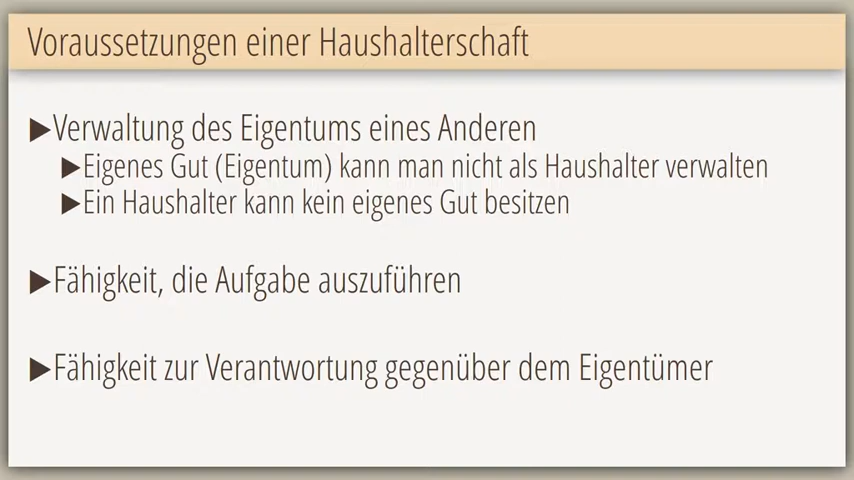 Voraussetzungen einer Haushalterschaft
▶Verwaltung des Eigentums eines Anderen
▶Eigenes Gut (Eigentum) kann man nicht als Haushalter verwalten
▶Ein Haushalter kann kein eigenes Gut besitzen
▶Fähigkeit, die Aufgabe auszuführen
▶Fähigkeit zur Verantwortung gegenüber dem Eigentümer